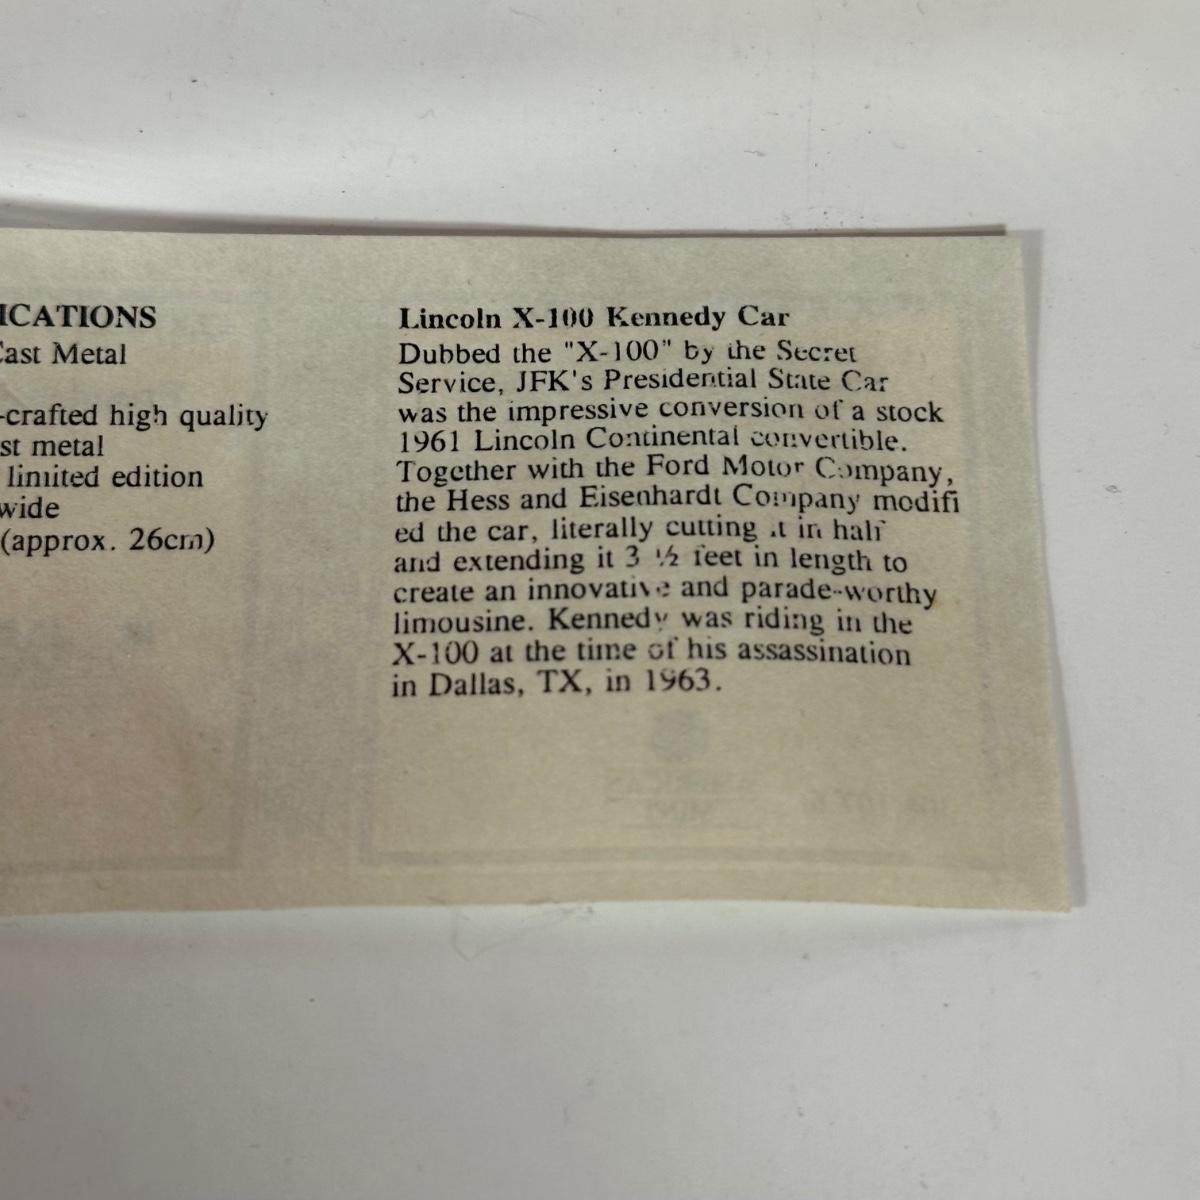 ICATIONS
Cast Metal
-crafted high quality
st metal
limited edition
wide
(approx. 26cm)
Lincoln X-100 Kennedy Car
Dubbed the "X-100" by the Secret
Service, JFK's Presidential State Car
was the impressive conversion of a stock
1961 Lincoln Continental convertible.
Together with the Ford Motor Company,
the Hess and Eisenhardt Company modifi
ed the car, literally cutting it in half
and extending it 3 ½ feet in length to
create an innovative and parade-worthy
limousine. Kennedy was riding in the
X-100 at the time of his assassination
in Dallas, TX, in 1963.